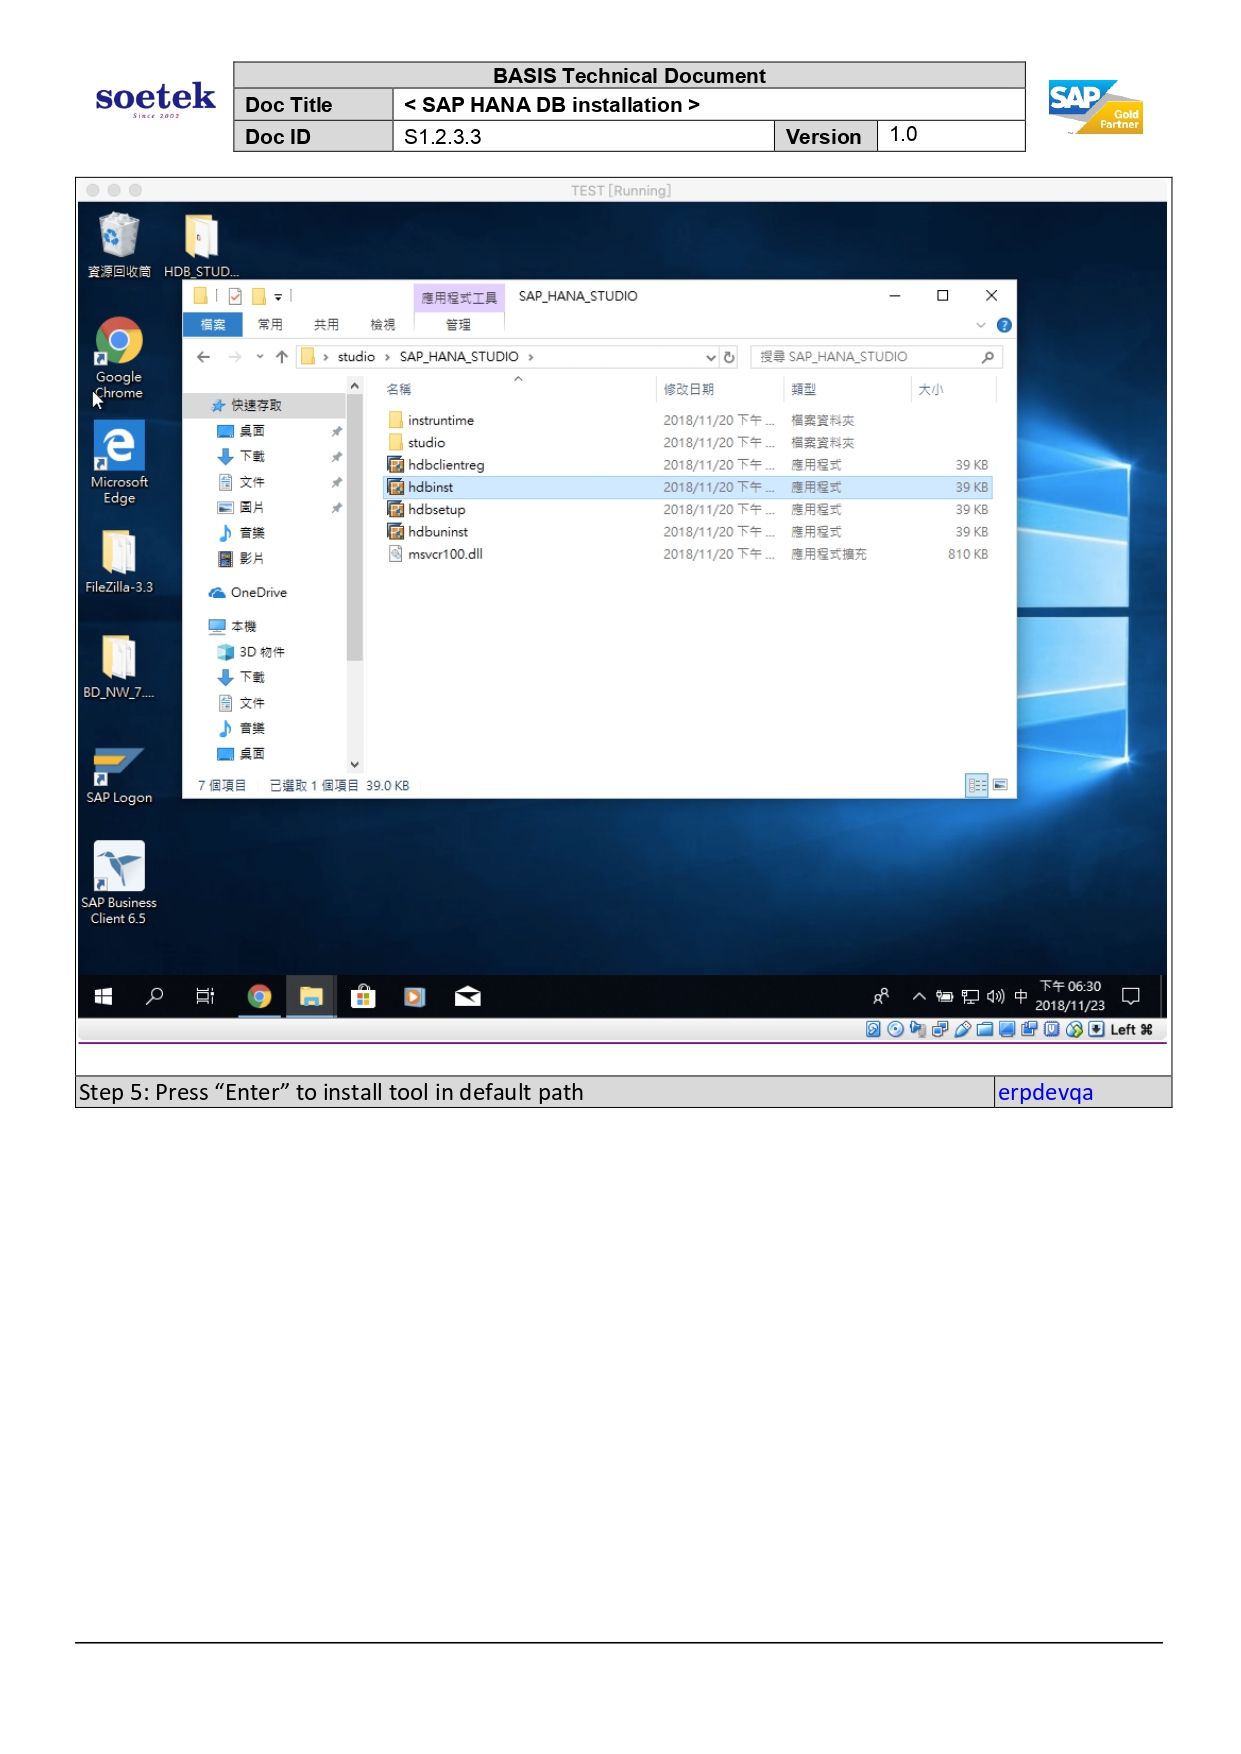 soetek
Since 2002
BASIS Technical Document
Doc Title
< SAP HANA DB installation >
Doc ID
S1.2.3.3
Version
1.0
SAP
Gold
Partner
TEST [Running]
資源回收筒
HDB_STUD...
Google
Chrome
Microsoft
Edge
FileZilla-3.3
BD_NW_7....
SAP Logon
SAP Business
Client 6.5
應用程式工具
SAP_HANA_STUDIO
檔案
常用
共用
檢視
管理
studio > SAP_HANA_STUDIO >
搜尋 SAP_HANA_STUDIO
快速存取
桌面
下載
文件
圖片
音樂
影片
OneDrive
本機
3D 物件
下載
文件
音樂
桌面
名稱
修改日期
類型
大小
instruntime 2018/11/20 下午 ... 檔案資料夾
studio 2018/11/20 下午 ... 檔案資料夾
hdbclientreg 2018/11/20 下午 ... 應用程式 39 KB
hdbinst 2018/11/20 下午 ... 應用程式 39 KB
hdbsetup 2018/11/20 下午 ... 應用程式 39 KB
hdbuninst 2018/11/20 下午 ... 應用程式 39 KB
msvcr100.dll 2018/11/20 下午 ... 應用程式擴充 810 KB
7 個項目
已選取 1 個項目 39.0 KB
中
下午 06:30
2018/11/23
Left ⌘
Step 5: Press “Enter” to install tool in default path
erpdevqa